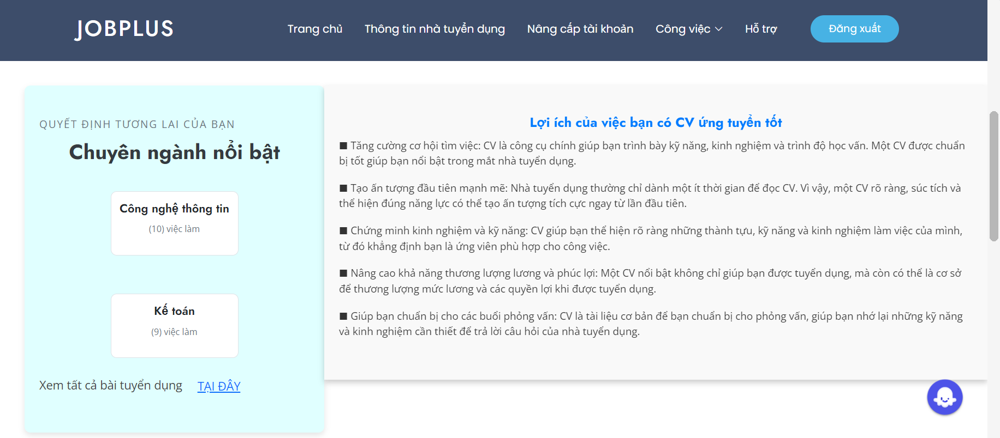 JOBPLUS
Trang chủ
Thông tin nhà tuyển dụng
Nâng cấp tài khoản
Công việc
Hỗ trợ
Đăng xuất
QUYẾT ĐỊNH TƯƠNG LAI CỦA BẠN
Chuyên ngành nổi bật
Công nghệ thông tin
(10) việc làm
Kế toán
(9) việc làm
Xem tất cả bài tuyển dụng TẠI ĐÂY
Lợi ích của việc bạn có CV ứng tuyển tốt
■ Tăng cường cơ hội tìm việc: CV là công cụ chính giúp bạn trình bày kỹ năng, kinh nghiệm và trình độ học vấn. Một CV được chuẩn
bị tốt giúp bạn nổi bật trong mắt nhà tuyển dụng.
■ Tạo ấn tượng đầu tiên mạnh mẽ: Nhà tuyển dụng thường chỉ dành một ít thời gian để đọc CV. Vì vậy, một CV rõ ràng, súc tích và
thể hiện đúng năng lực có thể tạo ấn tượng tích cực ngay từ lần đầu tiên.
■ Chứng minh kinh nghiệm và kỹ năng: CV giúp bạn thể hiện rõ ràng những thành tựu, kỹ năng và kinh nghiệm làm việc của mình,
từ đó khẳng định bạn là ứng viên phù hợp cho công việc.
■ Nâng cao khả năng thương lượng lương và phúc lợi: Một CV nổi bật không chỉ giúp bạn được tuyển dụng, mà còn có thể là cơ sở
để thương lượng mức lương và các quyền lợi khi được tuyển dụng.
■ Giúp bạn chuẩn bị cho các buổi phỏng vấn: CV là tài liệu cơ bản để bạn chuẩn bị cho phỏng vấn, giúp bạn nhớ lại những kỹ năng
và kinh nghiệm cần thiết để trả lời câu hỏi của nhà tuyển dụng.